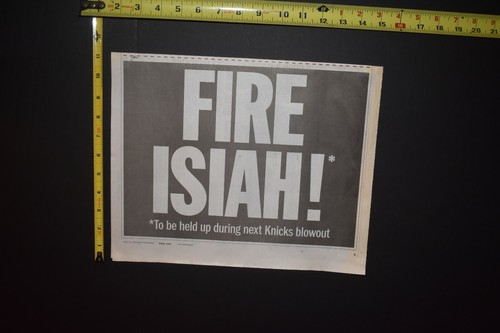 FIRE
ISIAH!*
*To be held up during next Knicks blowout